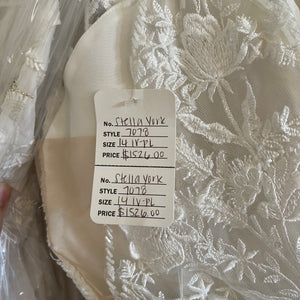 No. Stella York
STYLE 7078
SIZE 14 IV-PL
PRICE $1526.00
No. Stella York
STYLE 7078
SIZE 14 IV-PL
PRICE $1526.00